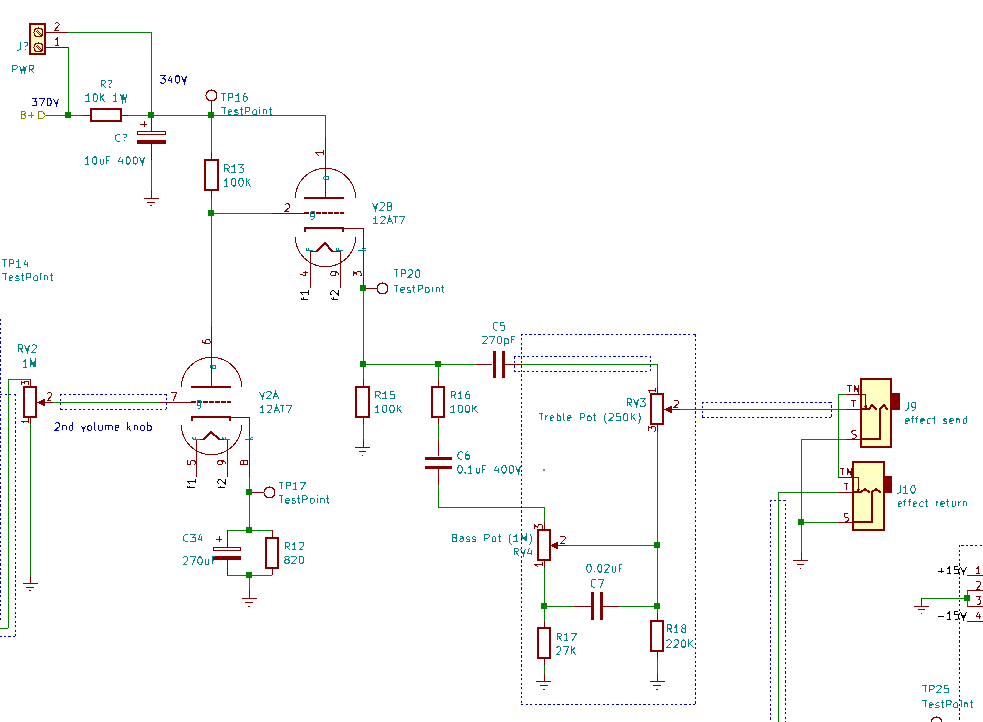 2
1
J?
PWR
R?
10K 1W
340V
370V
B+
TP16
TestPoint
+
C?
10uF 400V
R13
100K
1
2
g
V2B
12AT7
4
9
3
f1
f2
TP20
TestPoint
TP14
TestPoint
RV2
1M
3
2
1
2nd volume knob
6
7
g
V2A
12AT7
5
9
8
f1
f2
TP17
TestPoint
C34
+
270uF
R12
820
C5
270pF
R15
100K
R16
100K
C6
0.1uF 400V
1
RV3
2
Treble Pot (250K)
3
Bass Pot (1M)
RV4
3
2
1
0.02uF
C7
R17
27K
R18
220K
TN
T
S
J9
effect send
TN
T
S
J10
effect return
+15V
1
2
3
-15V
4
TP25
TestPoint